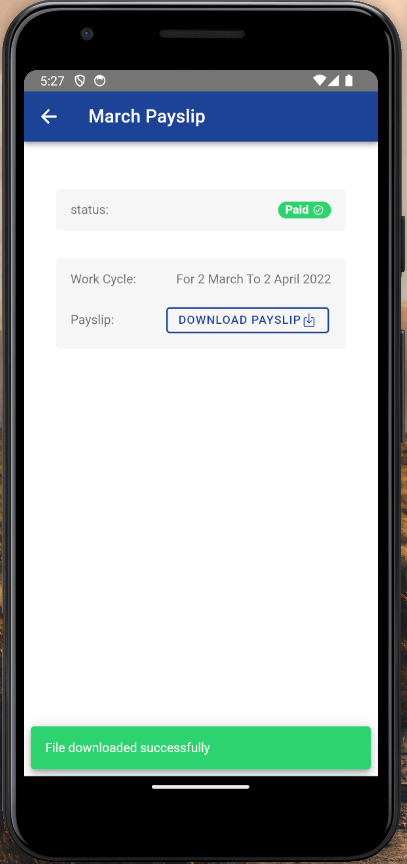 5:27
March Payslip
status: Paid
Work Cycle: For 2 March To 2 April 2022
Payslip: DOWNLOAD PAYSLIP
File downloaded successfully